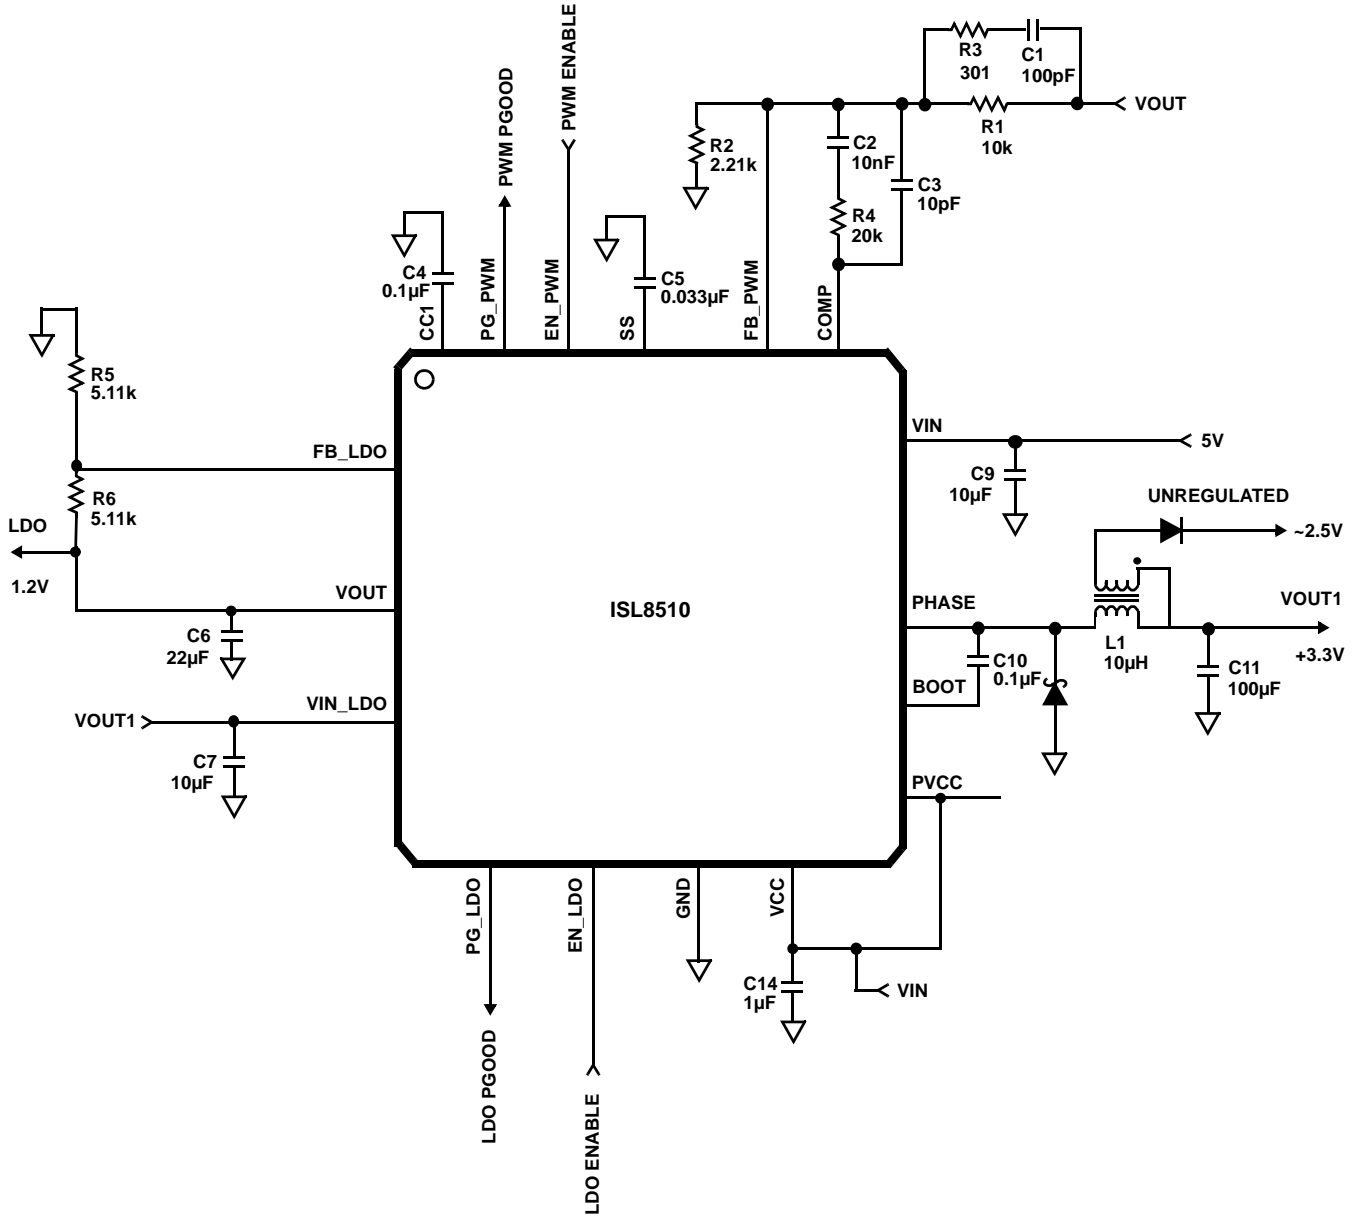 PWM ENABLE
PWM PGOOD
R3
301
C1
100pF
VOUT
R1
10k
R2
2.21k
C2
10nF
C3
10pF
R4
20k
C4
0.1µF
C5
0.033µF
CC1
PG_PWM
EN_PWM
SS
FB_PWM
COMP
R5
5.11k
FB_LDO
R6
5.11k
LDO
1.2V
VOUT
C6
22µF
VIN_LDO
VOUT1
C7
10µF
ISL8510
VIN
5V
C9
10µF
UNREGULATED
~2.5V
PHASE
VOUT1
L1
10µH
+3.3V
C10
0.1µF
C11
100µF
BOOT
PVCC
PG_LDO
EN_LDO
GND
VCC
C14
1µF
VIN
LDO PGOOD
LDO ENABLE